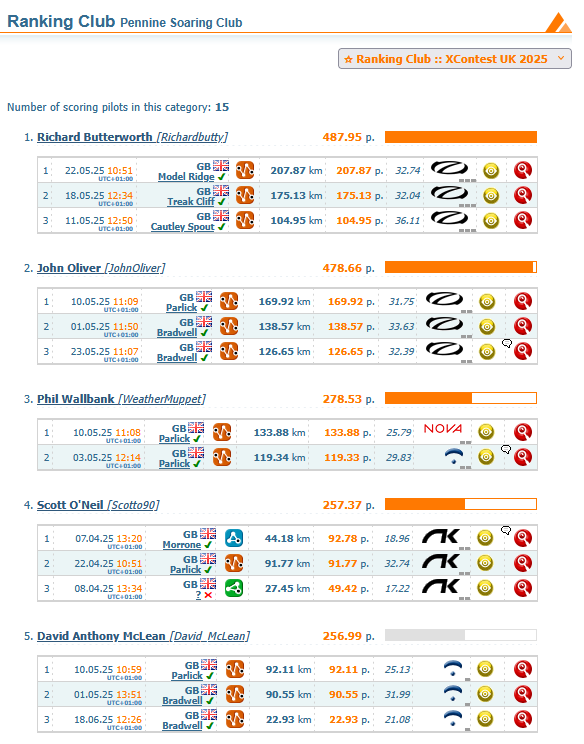 Ranking Club Pennine Soaring Club
☆ Ranking Club :: XContest UK 2025
Number of scoring pilots in this category: 15
1. Richard Butterworth [Richardbutty] 487.95 p.
1 22.05.25 10:51 UTC+01:00 GB Model Ridge ✔ 207.87 km 207.87 p. 32.74
2 18.05.25 12:34 UTC+01:00 GB Treak Cliff ✔ 175.13 km 175.13 p. 32.04
3 11.05.25 12:50 UTC+01:00 GB Cautley Spout ✔ 104.95 km 104.95 p. 36.11
2. John Oliver [JohnOliver] 478.66 p.
1 10.05.25 11:09 UTC+01:00 GB Parlick ✔ 169.92 km 169.92 p. 31.75
2 01.05.25 11:50 UTC+01:00 GB Bradwell ✔ 138.57 km 138.57 p. 33.63
3 23.05.25 11:07 UTC+01:00 GB Bradwell ✔ 126.65 km 126.65 p. 32.39
3. Phil Wallbank [WeatherMuppet] 278.53 p.
1 10.05.25 11:08 UTC+01:00 GB Parlick ✔ 133.88 km 133.88 p. 25.79 NOVA
2 03.05.25 12:14 UTC+01:00 GB Parlick ✔ 119.34 km 119.33 p. 29.83
4. Scott O'Neil [Scotto90] 257.37 p.
1 07.04.25 13:20 UTC+01:00 GB Morrone ✔ 44.18 km 92.78 p. 18.96
2 22.04.25 10:51 UTC+01:00 GB Parlick ✔ 91.77 km 91.77 p. 32.74
3 08.04.25 13:34 UTC+01:00 GB ? ✕ 27.45 km 49.42 p. 17.22
5. David Anthony McLean [David_McLean] 256.99 p.
1 10.05.25 10:59 UTC+01:00 GB Parlick ✔ 92.11 km 92.11 p. 25.13
2 01.05.25 13:51 UTC+01:00 GB Bradwell ✔ 90.55 km 90.55 p. 31.99
3 18.06.25 12:26 UTC+01:00 GB Bradwell ✔ 22.93 km 22.93 p. 21.08